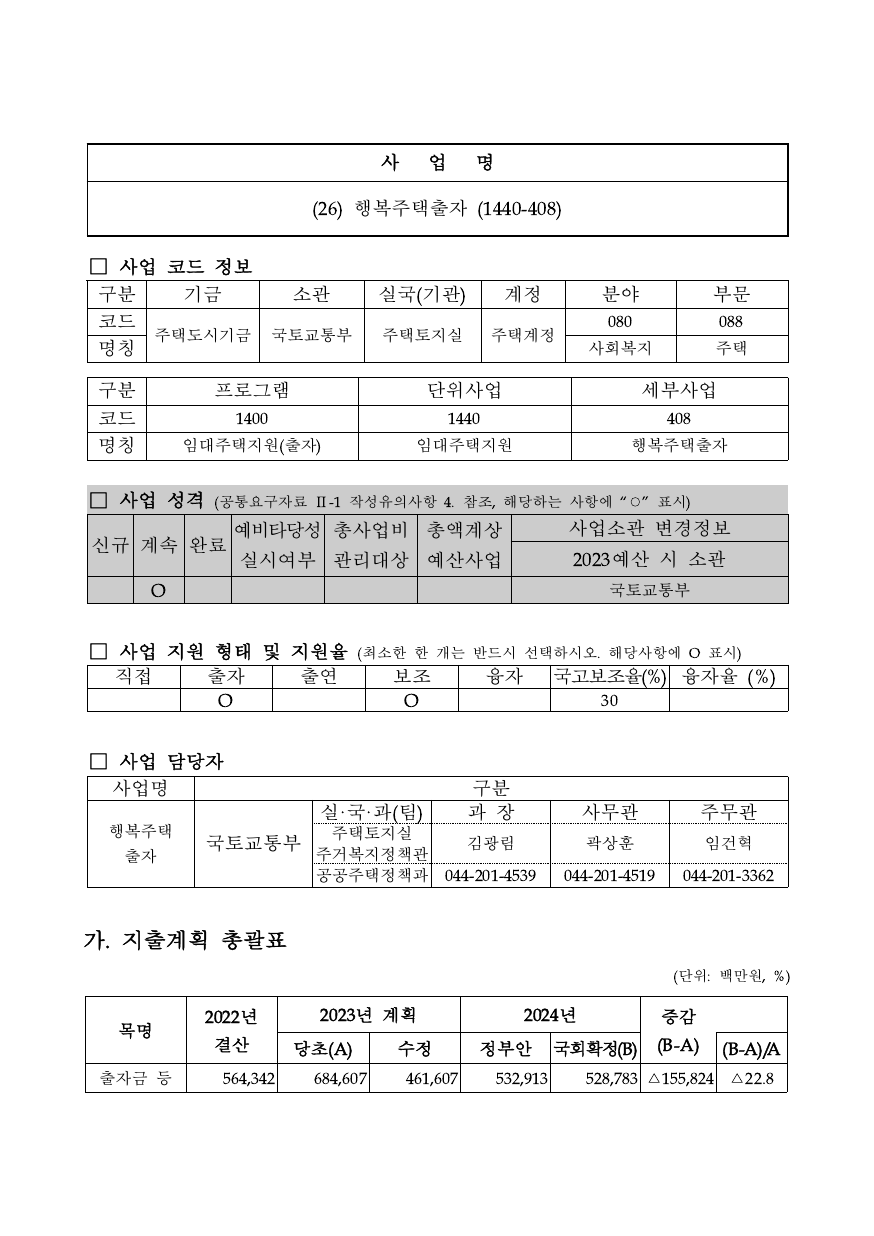 사 업 명
(26) 행복주택출자 (1440-408)
□ 사업 코드 정보
구분 기금 소관 실국(기관) 계정 분야 부문
코드 주택도시기금 국토교통부 주택토지실 주택계정 080 088
명칭 사회복지 주택
구분 프로그램 단위사업 세부사업
코드 1400 1440 408
명칭 임대주택지원(출자) 임대주택지원 행복주택출자
□ 사업 성격 (공통요구자료 Ⅱ-1 작성유의사항 4. 참조, 해당하는 사항에 “○” 표시)
신규 계속 완료 예비타당성 실시여부 총사업비 관리대상 총액계상 예산사업 사업소관 변경정보
2023예산 시 소관
O 국토교통부
□ 사업 지원 형태 및 지원율 (최소한 한 개는 반드시 선택하시오. 해당사항에 O 표시)
직접 출자 출연 보조 융자 국고보조율(%) 융자율 (%)
O O 30
□ 사업 담당자
사업명 구분
행복주택 출자 국토교통부 실·국·과(팀) 과 장 사무관 주무관
주택토지실 주거복지정책관 김광림 곽상훈 임건혁
공공주택정책과 044-201-4539 044-201-4519 044-201-3362
가. 지출계획 총괄표
(단위: 백만원, %)
목명 2022년 결산 2023년 계획 2024년 증감 (B-A)
당초(A) 수정 정부안 국회확정(B) (B-A)/A
출자금 등 564,342 684,607 461,607 532,913 528,783 △155,824 △22.8